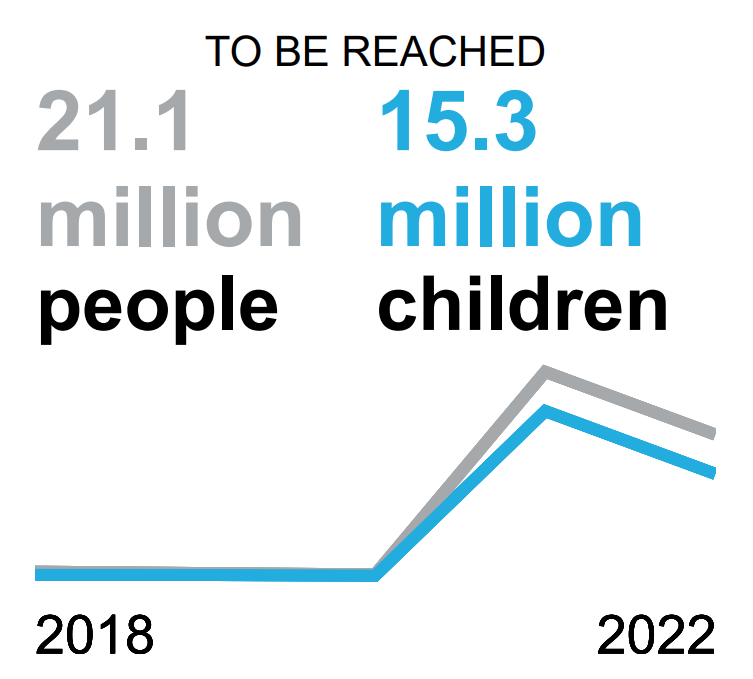 TO BE REACHED
21.1 15.3
million million
people children
2018 2022